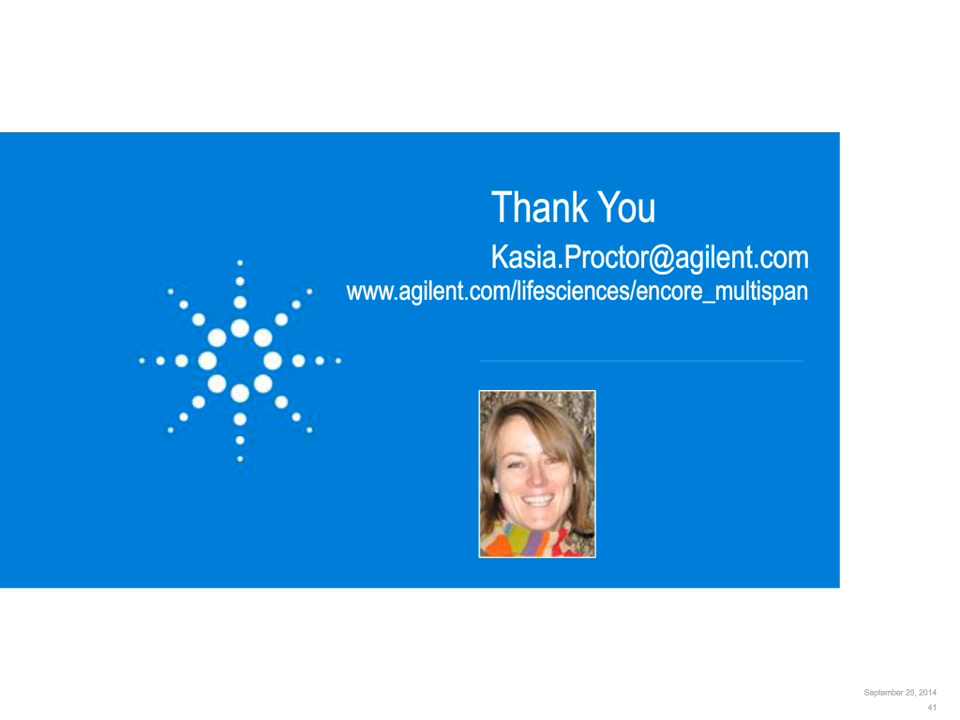 Thank You
Kasia.Proctor@agilent.com
www.agilent.com/lifesciences/encore_multispan
September 25, 2014
41